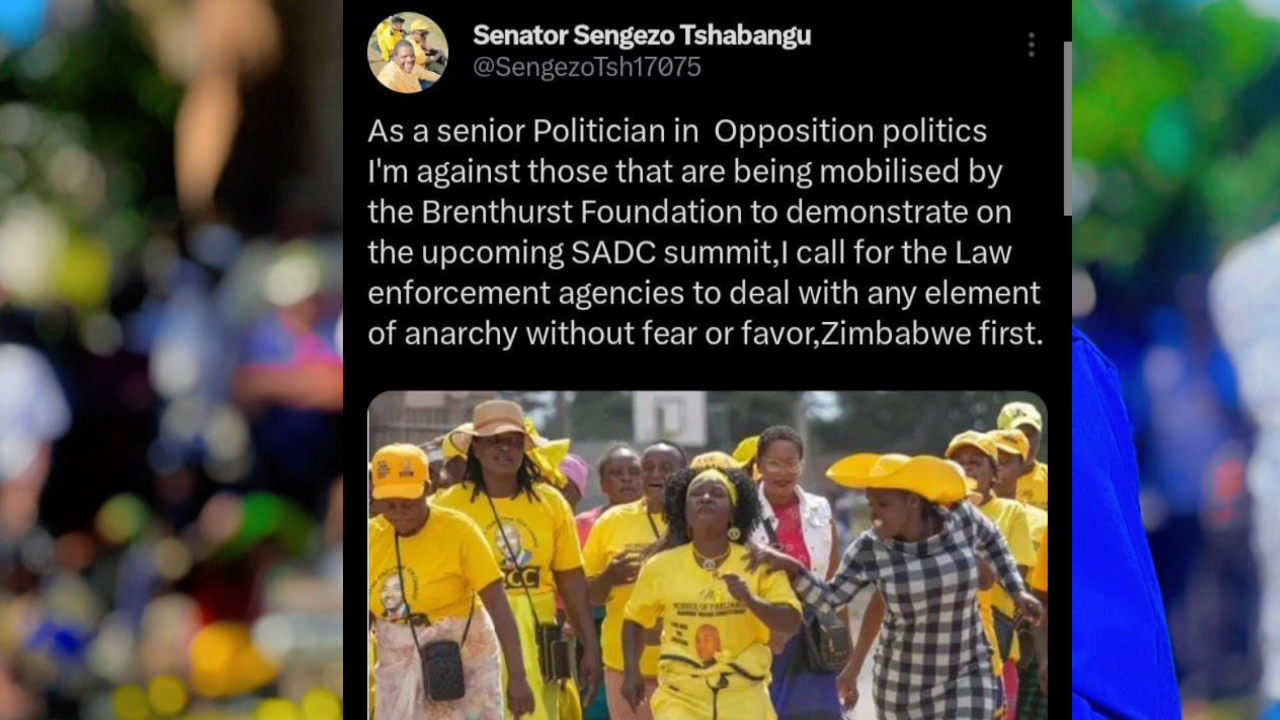 Senator Sengezo Tshabangu
@SengezoTsh17075
As a senior Politician in  Opposition politics
I'm against those that are being mobilised by
the Brenthurst Foundation to demonstrate on
the upcoming SADC summit,I call for the Law
enforcement agencies to deal with any element
of anarchy without fear or favor,Zimbabwe first.
CC